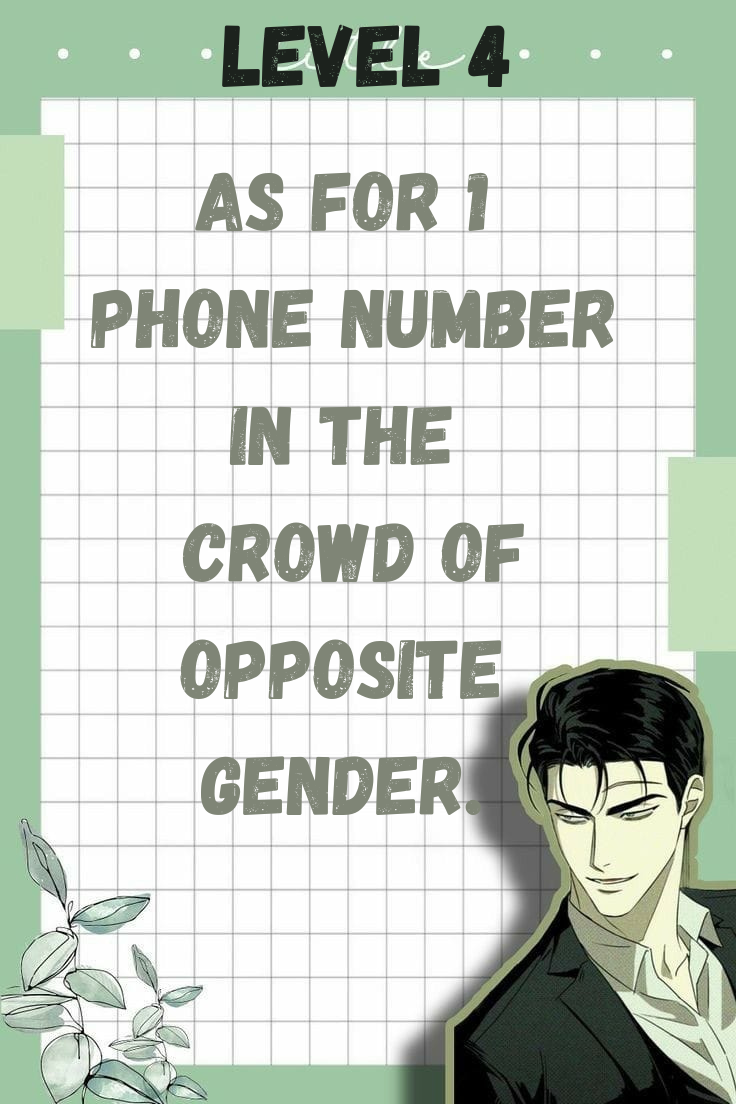 LEVEL 4
AS FOR 1
PHONE NUMBER
IN THE
CROWD OF
OPPOSITE
GENDER.